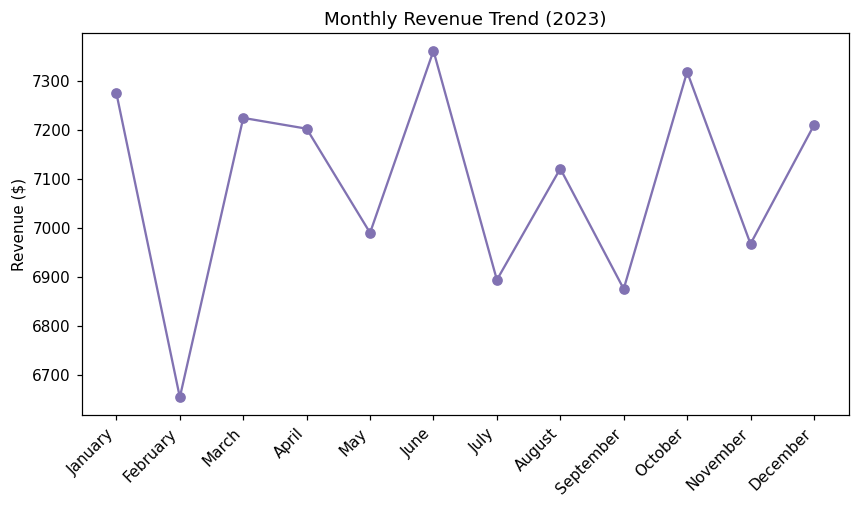 Monthly Revenue Trend (2023)
Revenue ($)
7300
7200
7100
7000
6900
6800
6700
January
February
March
April
May
June
July
August
September
October
November
December